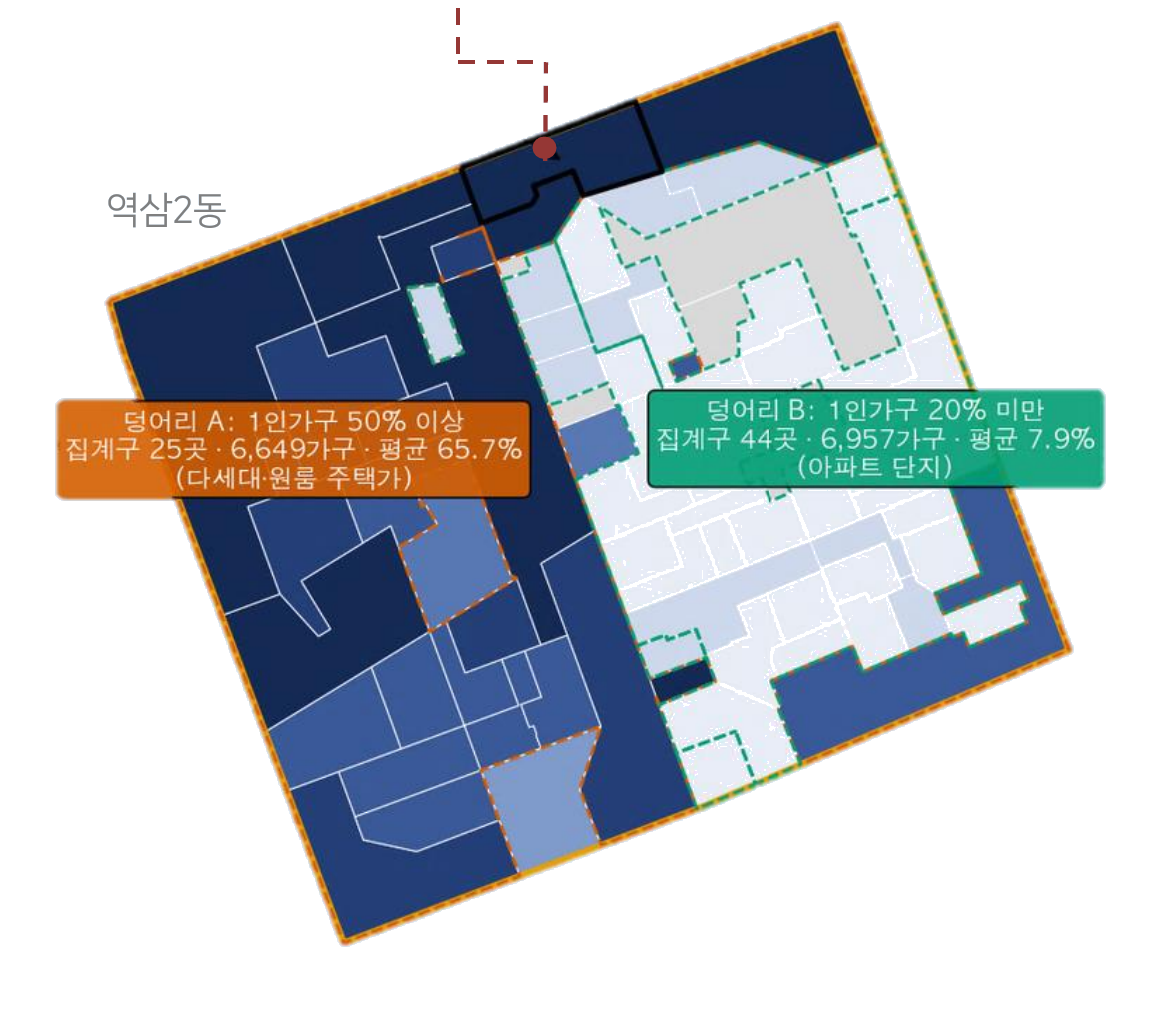 역삼2동
덩어리 A: 1인가구 50% 이상
집계구 25곳 · 6,649가구 · 평균 65.7%
(다세대·원룸 주택가)
덩어리 B: 1인가구 20% 미만
집계구 44곳 · 6,957가구 · 평균 7.9%
(아파트 단지)